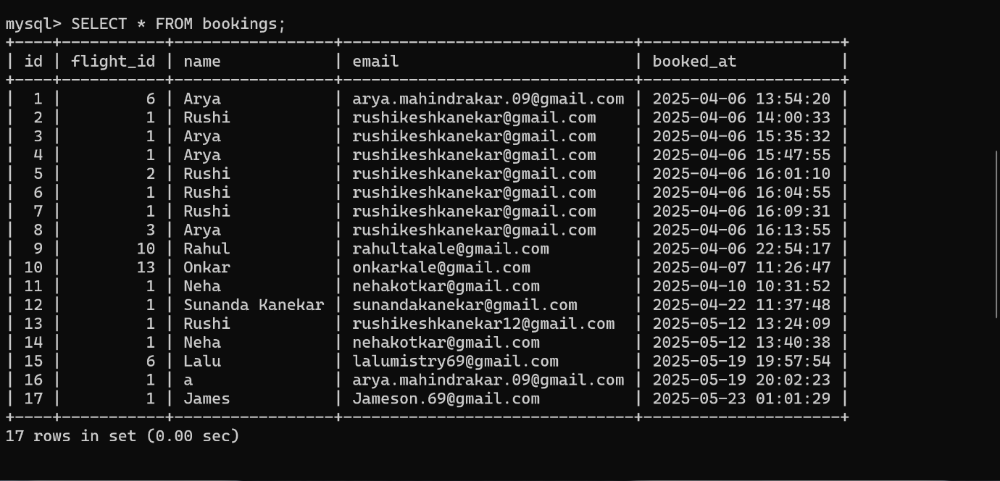 mysql> SELECT * FROM bookings;
+----+-----------+-----------------+-------------------------------+---------------------+
| id | flight_id | name            | email                         | booked_at           |
+----+-----------+-----------------+-------------------------------+---------------------+
|  1 |         6 | Arya            | arya.mahindrakar.09@gmail.com | 2025-04-06 13:54:20 |
|  2 |         1 | Rushi           | rushikeshkanekar@gmail.com    | 2025-04-06 14:00:33 |
|  3 |         1 | Arya            | rushikeshkanekar@gmail.com    | 2025-04-06 15:35:32 |
|  4 |         1 | Arya            | rushikeshkanekar@gmail.com    | 2025-04-06 15:47:55 |
|  5 |         2 | Rushi           | rushikeshkanekar@gmail.com    | 2025-04-06 16:01:10 |
|  6 |         1 | Rushi           | rushikeshkanekar@gmail.com    | 2025-04-06 16:04:55 |
|  7 |         1 | Rushi           | rushikeshkanekar@gmail.com    | 2025-04-06 16:09:31 |
|  8 |         3 | Arya            | rushikeshkanekar@gmail.com    | 2025-04-06 16:13:55 |
|  9 |        10 | Rahul           | rahultakale@gmail.com         | 2025-04-06 22:54:17 |
| 10 |        13 | Onkar           | onkarkale@gmail.com           | 2025-04-07 11:26:47 |
| 11 |         1 | Neha            | nehakotkar@gmail.com          | 2025-04-10 10:31:52 |
| 12 |         1 | Sunanda Kanekar | sunandakanekar@gmail.com      | 2025-04-22 11:37:48 |
| 13 |         1 | Rushi           | rushikeshkanekar12@gmail.com  | 2025-05-12 13:24:09 |
| 14 |         1 | Neha            | nehakotkar@gmail.com          | 2025-05-12 13:40:38 |
| 15 |         6 | Lalu            | lalumistry69@gmail.com        | 2025-05-19 19:57:54 |
| 16 |         1 | a               | arya.mahindrakar.09@gmail.com | 2025-05-19 20:02:23 |
| 17 |         1 | James           | Jameson.69@gmail.com          | 2025-05-23 01:01:29 |
+----+-----------+-----------------+-------------------------------+---------------------+
17 rows in set (0.00 sec)